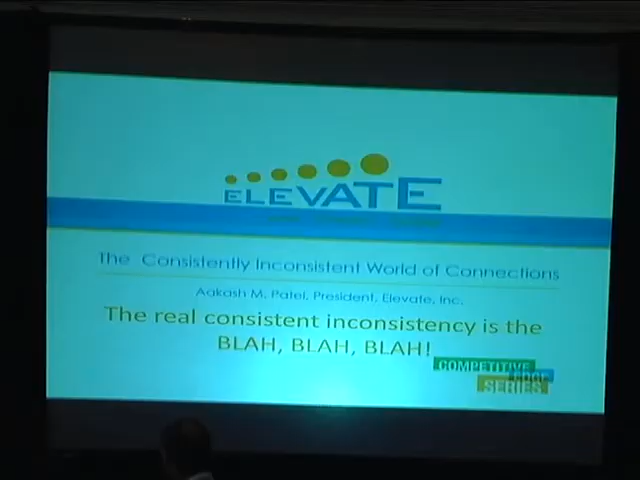 ELEVATE
The Consistently Inconsistent World of Connections
Aakash M. Patel, President, Elevate, Inc.
The real consistent inconsistency is the
BLAH, BLAH, BLAH!
COMPETITIVE
EDGE
SERIES